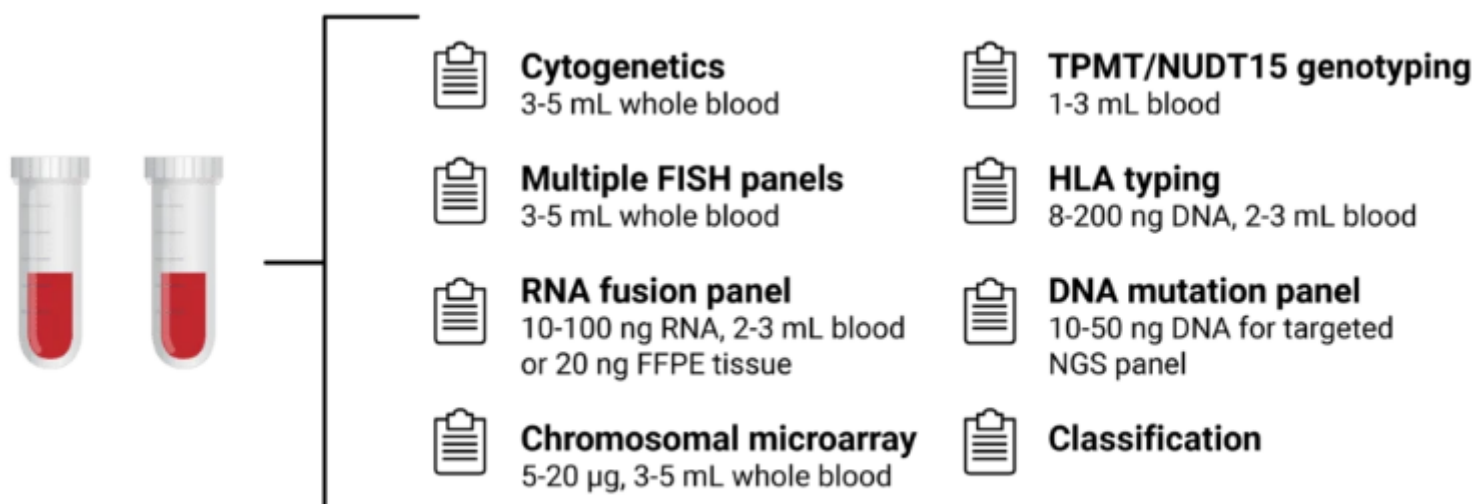 Cytogenetics
3-5 mL whole blood
Multiple FISH panels
3-5 mL whole blood
RNA fusion panel
10-100 ng RNA, 2-3 mL blood
or 20 ng FFPE tissue
Chromosomal microarray
5-20 µg, 3-5 mL whole blood
TPMT/NUDT15 genotyping
1-3 mL blood
HLA typing
8-200 ng DNA, 2-3 mL blood
DNA mutation panel
10-50 ng DNA for targeted
NGS panel
Classification